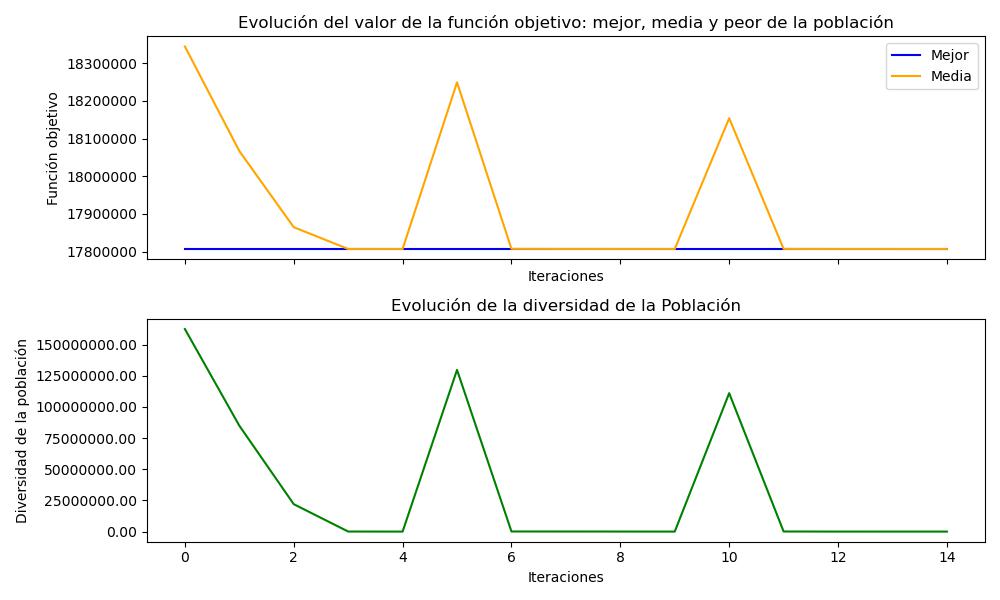 Evolución del valor de la función objetivo: mejor, media y peor de la población
Función objetivo
18300000
18200000
18100000
18000000
17900000
17800000
Mejor
Media
Iteraciones
Evolución de la diversidad de la Población
Diversidad de la población
150000000.00
125000000.00
100000000.00
75000000.00
50000000.00
25000000.00
0.00
0 2 4 6 8 10 12 14
Iteraciones